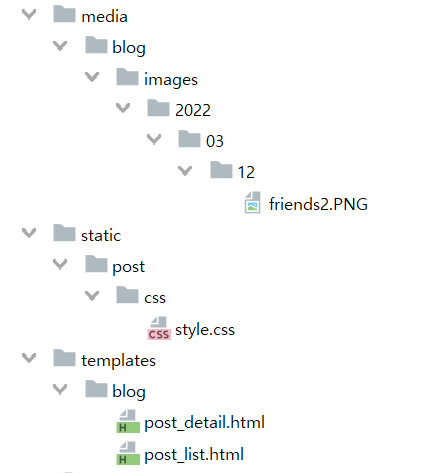 media
blog
images
2022
03
12
friends2.PNG
static
post
css
CSS style.css
templates
blog
H post_detail.html
H post_list.html